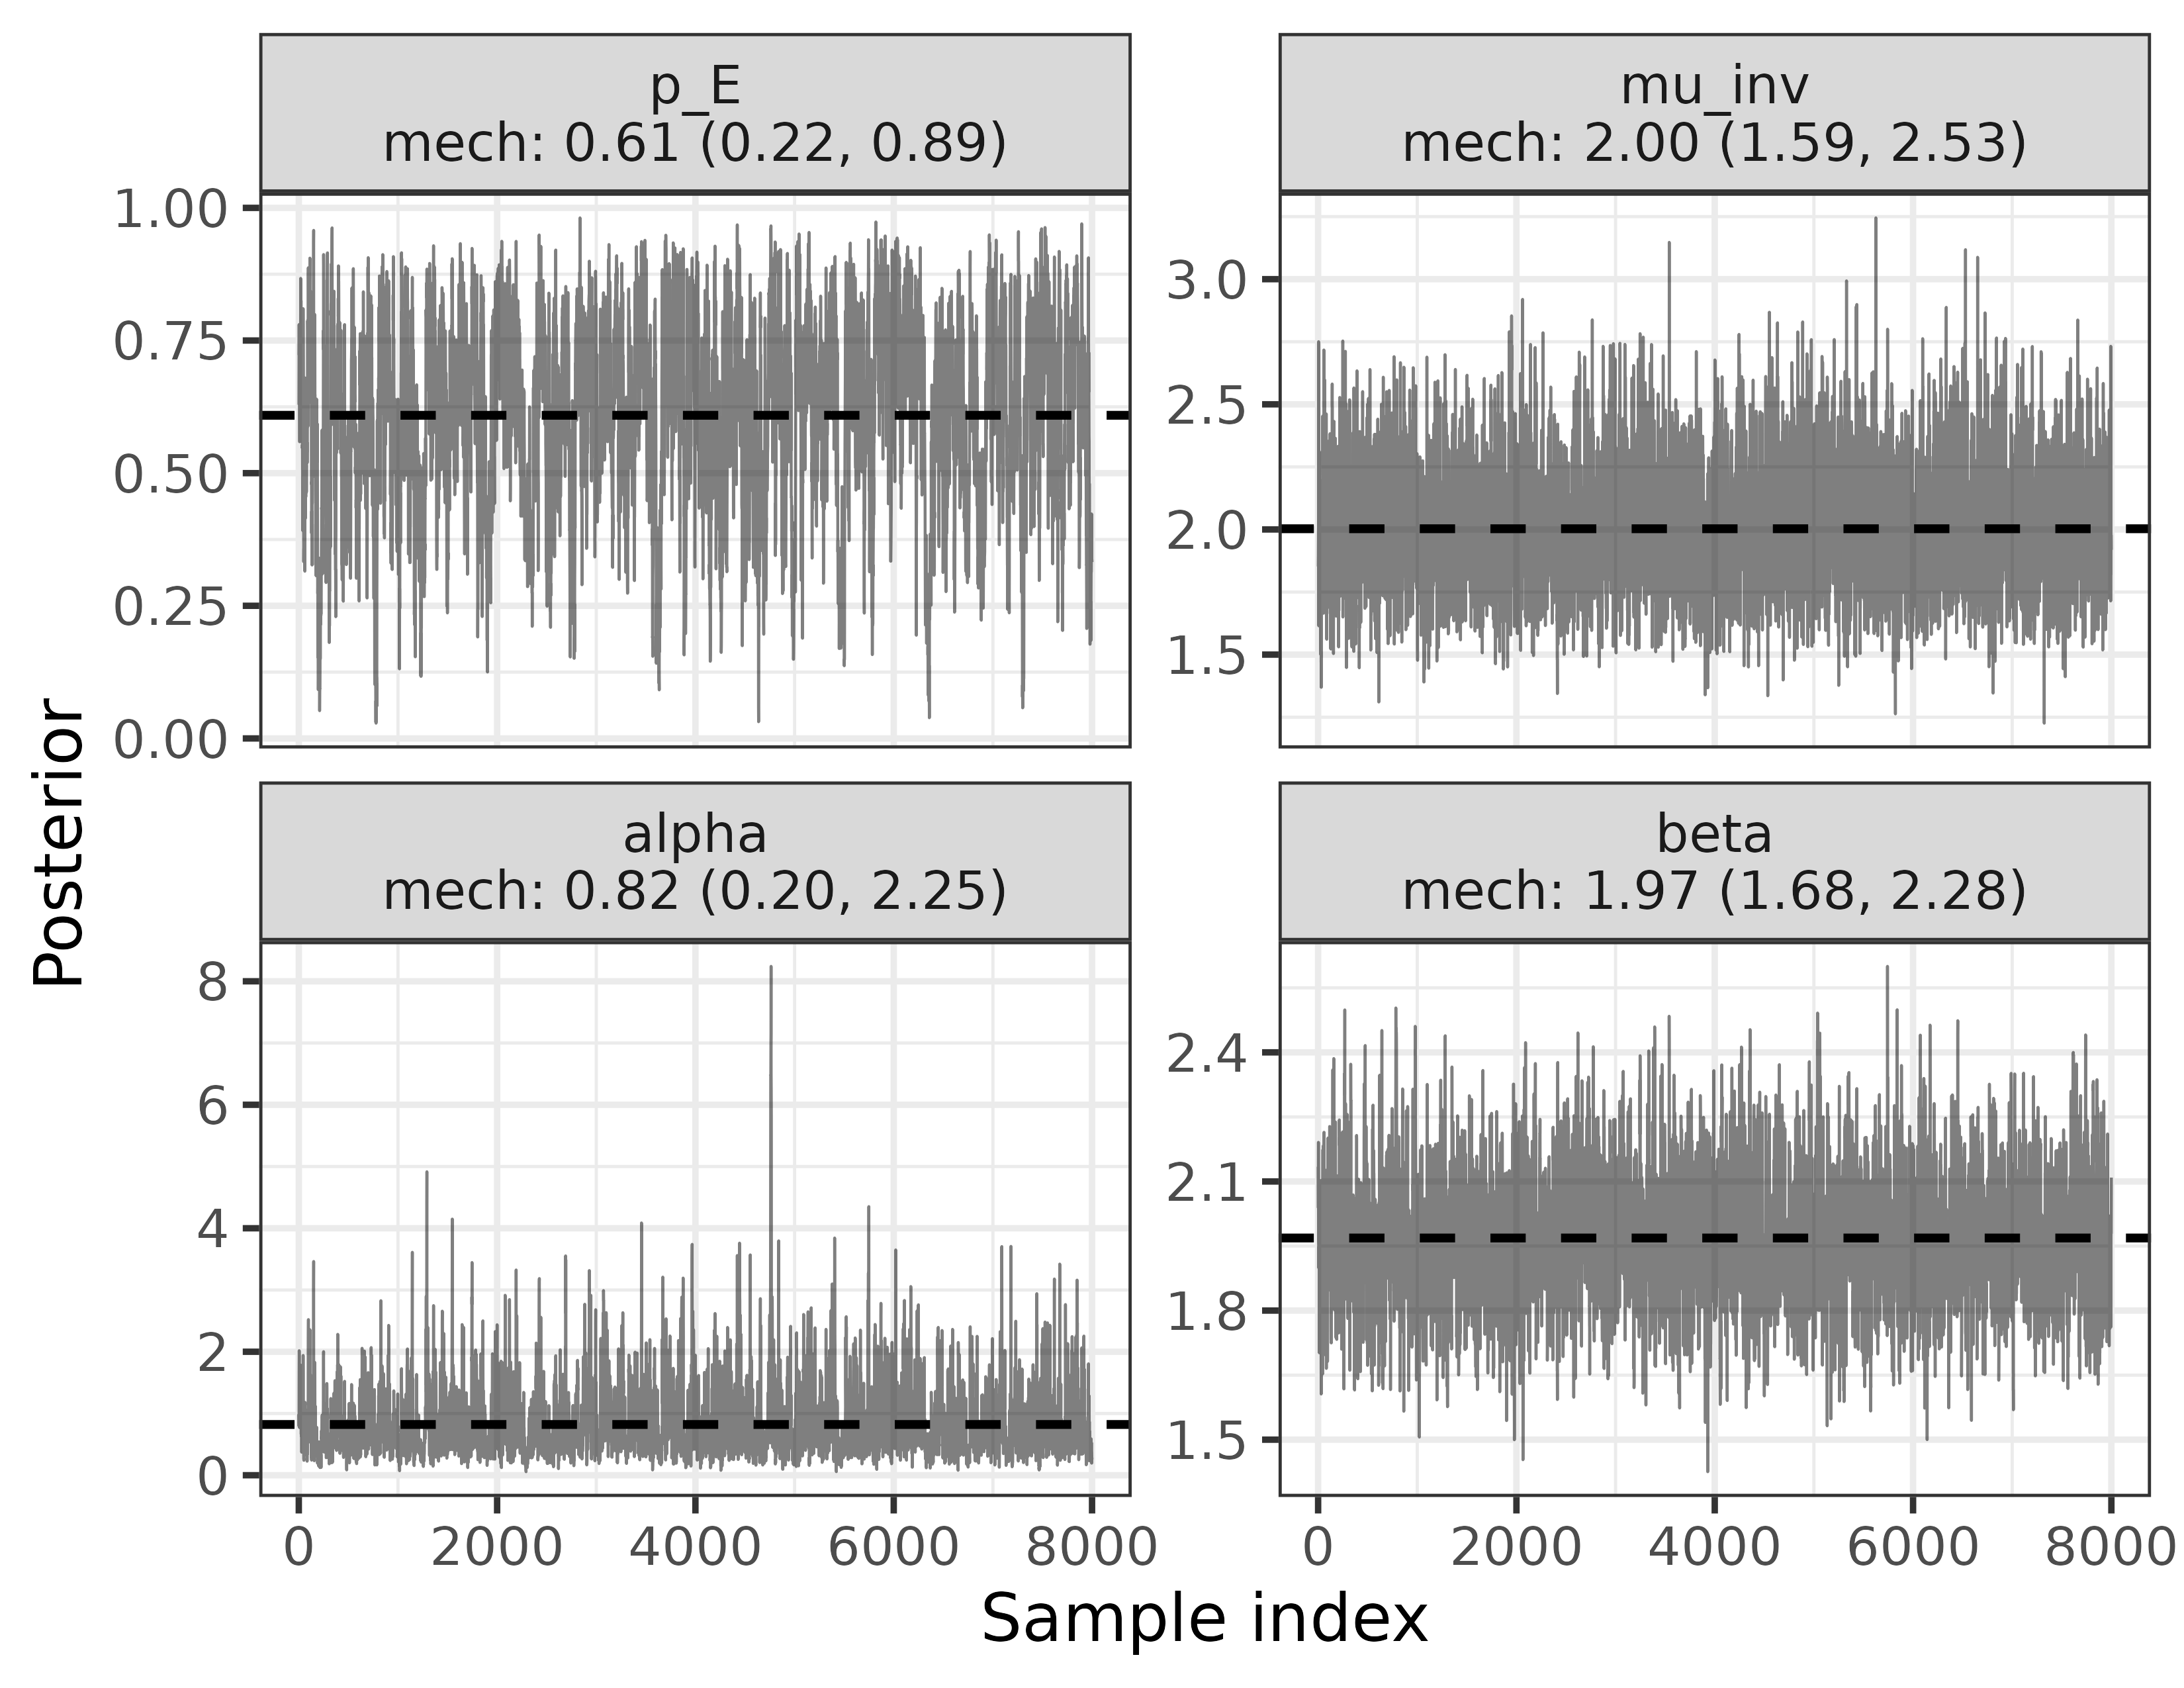 p_E
mech: 0.61 (0.22, 0.89)
mu_inv
mech: 2.00 (1.59, 2.53)
1.00
0.75
0.50
0.25
0.00
3.0
2.5
2.0
1.5
Posterior
alpha
mech: 0.82 (0.20, 2.25)
beta
mech: 1.97 (1.68, 2.28)
8
6
4
2
0
2.4
2.1
1.8
1.5
0 2000 4000 6000 8000
0 2000 4000 6000 8000
Sample index